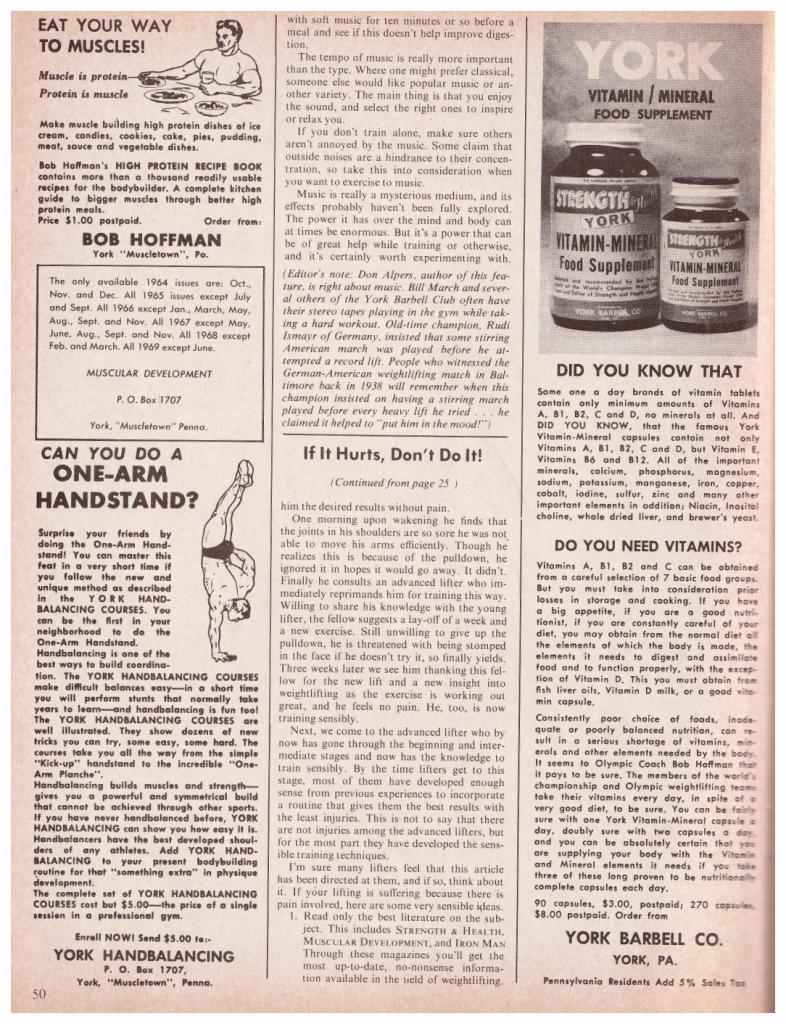 EAT YOUR WAY
TO MUSCLES!
Muscle is protein
Protein is muscle
Make muscle building high protein dishes of ice
cream, candies, cookies, cake, pies, pudding,
meat, sauce and vegetable dishes.
Bob Hoffman's HIGH PROTEIN RECIPE BOOK
contains more than a thousand readily usable
recipes for the bodybuilder. A complete kitchen
guide to bigger muscles through better high
protein meals.
Price $1.00 postpaid. Order from:
BOB HOFFMAN
York "Muscletown", Pa.
The only available 1964 issues are: Oct.,
Nov. and Dec. All 1965 issues except July
and Sept. All 1966 except Jan., March, May,
Aug., Sept. and Nov. All 1967 except May,
June, Aug., Sept. and Nov. All 1968 except
Feb. and March. All 1969 except June.
MUSCULAR DEVELOPMENT
P. O. Box 1707
York, "Muscletown" Penna.
CAN YOU DO A
ONE-ARM
HANDSTAND?
Surprise your friends by
doing the One-Arm Hand-
stand! You can master this
feat in a very short time if
you follow the new and
unique method as described
in the YORK HAND-
BALANCING COURSES. You
can be the first in your
neighborhood to do the
One-Arm Handstand.
Handbalancing is one of the
best ways to build coordina-
tion. The YORK HANDBALANCING COURSES
make difficult balances easy—in a short time
you will perform stunts that normally take
years to learn—and handbalancing is fun too!
The YORK HANDBALANCING COURSES are
well illustrated. They show dozens of new
tricks you can try, some easy, some hard. The
courses take you all the way from the simple
"Kick-up" handstand to the incredible "One-
Arm Planche".
Handbalancing builds muscles and strength—
gives you a powerful and symmetrical build
that cannot be achieved through other sports.
If you have never handbalanced before, YORK
HANDBALANCING can show you how easy it is.
Handbalancers have the best developed shoul-
ders of any athletes. Add YORK HAND-
BALANCING to your present bodybuilding
routine for that "something extra" in physique
development.
The complete set of YORK HANDBALANCING
COURSES cost but $5.00—the price of a single
session in a professional gym.
Enroll NOW! Send $5.00 to:-
YORK HANDBALANCING
P. O. Box 1707,
York, "Muscletown", Penna.
50
with soft music for ten minutes or so before a
meal and see if this doesn't help improve diges-
tion.
The tempo of music is really more important
than the type. Where one might prefer classical,
someone else would like popular music or an-
other variety. The main thing is that you enjoy
the sound, and select the right ones to inspire
or relax you.
If you don't train alone, make sure others
aren't annoyed by the music. Some claim that
outside noises are a hindrance to their concen-
tration, so take this into consideration when
you want to exercise to music.
Music is really a mysterious medium, and its
effects probably haven't been fully explored.
The power it has over the mind and body can
at times be enormous. But it's a power that can
be of great help while training or otherwise,
and it's certainly worth experimenting with.
(Editor's note: Don Alpers, author of this fea-
ture, is right about music. Bill March and sever-
al others of the York Barbell Club often have
their stereo tapes playing in the gym while tak-
ing a hard workout. Old-time champion, Rudi
Ismayr of Germany, insisted that some stirring
American march was played before he at-
tempted a record lift. People who witnessed the
German-American weightlifting match in Bal-
timore back in 1938 will remember when this
champion insisted on having a stirring march
played before every heavy lift he tried . . . he
claimed it helped to "put him in the mood!")
If It Hurts, Don't Do It!
(Continued from page 25 )
him the desired results without pain.
One morning upon wakening he finds that
the joints in his shoulders are so sore he was not
able to move his arms efficiently. Though he
realizes this is because of the pulldown, he
ignored it in hopes it would go away. It didn't.
Finally he consults an advanced lifter who im-
mediately reprimands him for training this way.
Willing to share his knowledge with the young
lifter, the fellow suggests a lay-off of a week and
a new exercise. Still unwilling to give up the
pulldown, he is threatened with being stomped
in the face if he doesn't try it, so finally yields.
Three weeks later we see him thanking this fel-
low for the new lift and a new insight into
weightlifting as the exercise is working out
great, and he feels no pain. He, too, is now
training sensibly.
Next, we come to the advanced lifter who by
now has gone through the beginning and inter-
mediate stages and now has the knowledge to
train sensibly. By the time lifters get to this
stage, most of them have developed enough
sense from previous experiences to incorporate
a routine that gives them the best results with
the least injuries. This is not to say that there
are not injuries among the advanced lifters, but
for the most part they have developed the sen-
sible training techniques.
I'm sure many lifters feel that this article
has been directed at them, and if so, think about
it. If your lifting is suffering because there is
pain involved, here are some very sensible ideas.
1. Read only the best literature on the sub-
ject. This includes STRENGTH & HEALTH,
MUSCULAR DEVELOPMENT, and IRON MAN.
Through these magazines you'll get the
most up-to-date, no-nonsense informa-
tion available in the field of weightlifting.
YORK
VITAMIN / MINERAL
FOOD SUPPLEMENT
STRENGTH & Health
YORK
VITAMIN-MINERAL
Food Supplement
YORK BARBELL CO.
STRENGTH & Health
YORK
VITAMIN-MINERAL
Food Supplement
YORK BARBELL CO
DID YOU KNOW THAT
Some one a day brands of vitamin tablets
contain only minimum amounts of Vitamins
A, B1, B2, C and D, no minerals at all. And
DID YOU KNOW, that the famous York
Vitamin-Mineral capsules contain not only
Vitamins A, B1, B2, C and D, but Vitamin E,
Vitamins B6 and B12. All of the important
minerals, calcium, phosphorus, magnesium,
sodium, potassium, manganese, iron, copper,
cobalt, iodine, sulfur, zinc and many other
important elements in addition; Niacin, Inositol
choline, whole dried liver, and brewer's yeast.
DO YOU NEED VITAMINS?
Vitamins A, B1, B2 and C can be obtained
from a careful selection of 7 basic food groups.
But you must take into consideration prior
losses in storage and cooking. If you have
a big appetite, if you are a good nutri-
tionist, if you are constantly careful of your
diet, you may obtain from the normal diet all
the elements of which the body is made, the
elements it needs to digest and assimilate
food and to function properly, with the excep-
tion of Vitamin D. This you must obtain from
fish liver oils, Vitamin D milk, or a good vita-
min capsule.
Consistently poor choice of foods, inade-
quate or poorly balanced nutrition, can re-
sult in a serious shortage of vitamins, min-
erals and other elements needed by the body.
It seems to Olympic Coach Bob Hoffman that
it pays to be sure. The members of the world's
championship and Olympic weightlifting teams
take their vitamins every day, in spite of a
very good diet, to be sure. You can be fairly
sure with one York Vitamin-Mineral capsule a
day, doubly sure with two capsules a day,
and you can be absolutely certain that you
are supplying your body with the Vitamin
and Mineral elements it needs if you take
three of these long proven to be nutritionally
complete capsules each day.
90 capsules, $3.00, postpaid; 270 capsules,
$8.00 postpaid. Order from
YORK BARBELL CO.
YORK, PA.
Pennsylvania Residents Add 5% Sales Tax